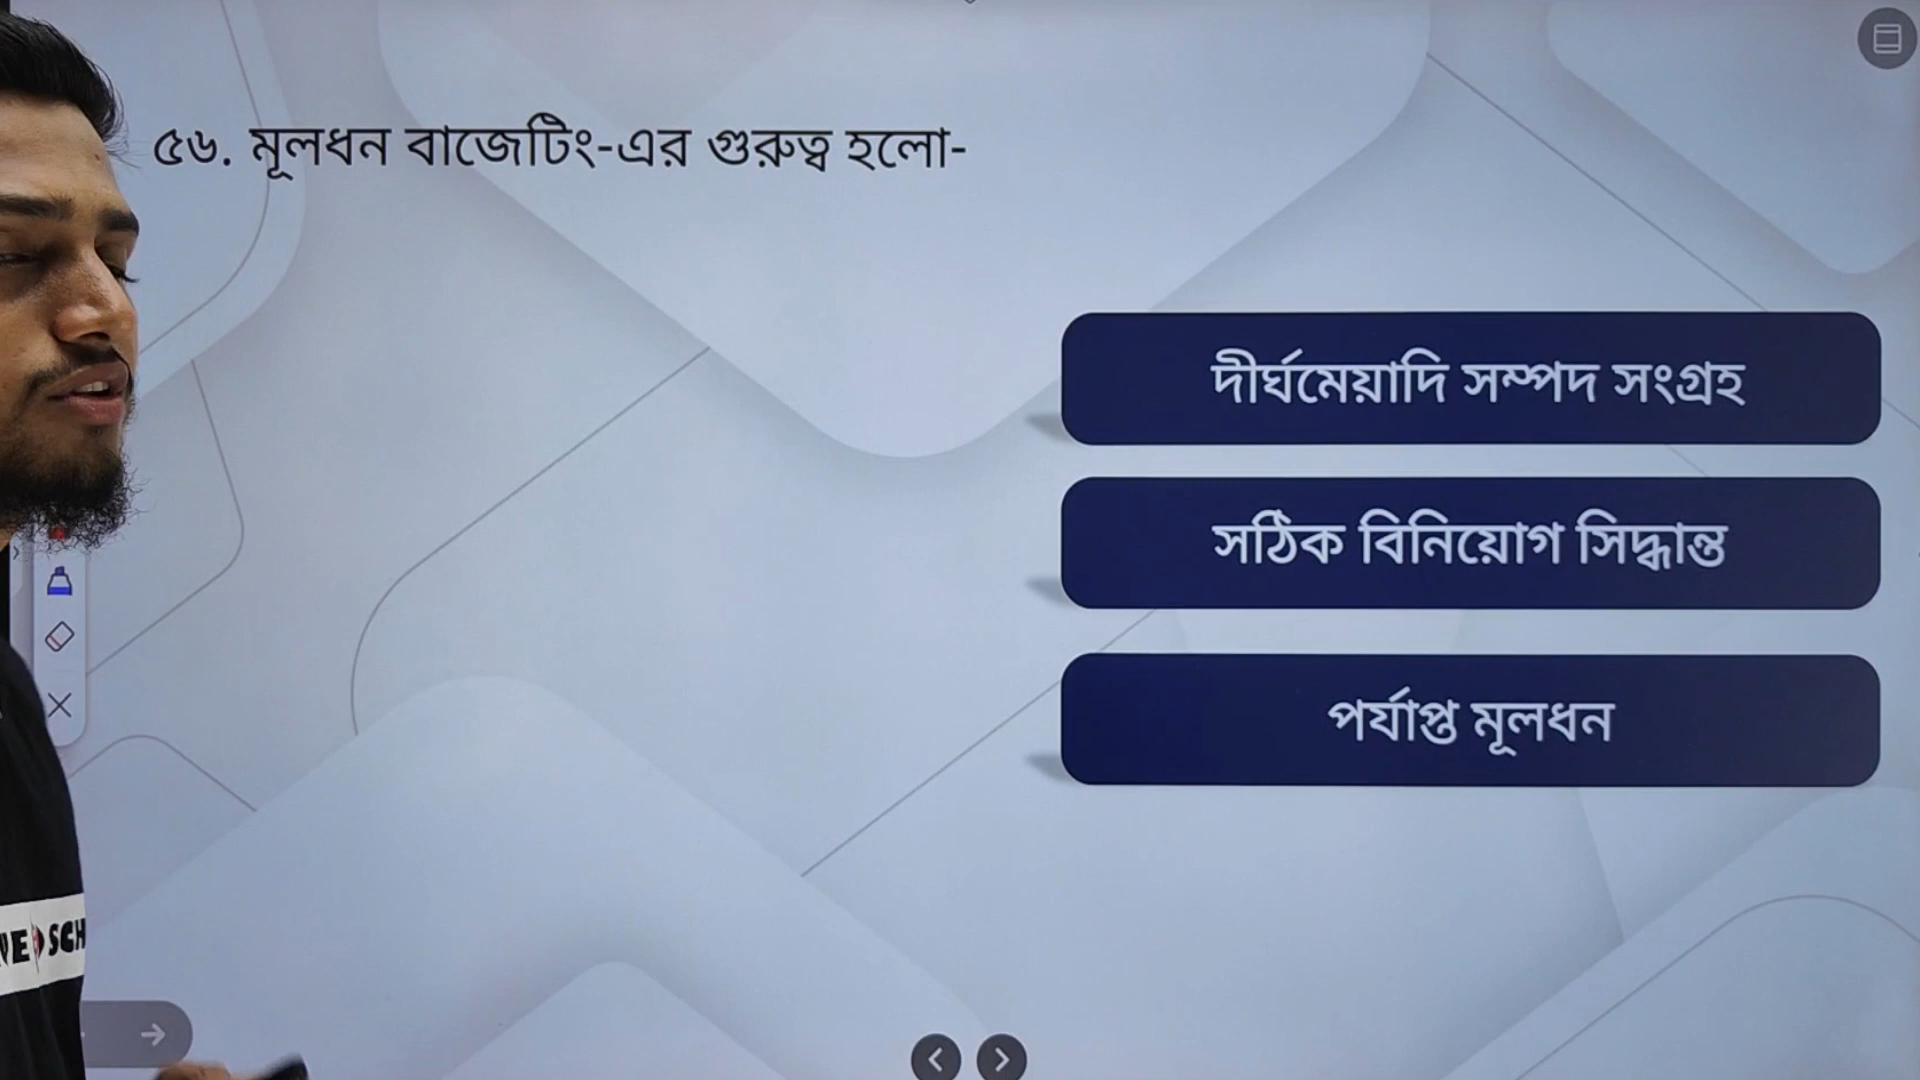 ৫৬. মূলধন বাজেটিং-এর গুরুত্ব হলো-
দীর্ঘমেয়াদি সম্পদ সংগ্রহ
সঠিক বিনিয়োগ সিদ্ধান্ত
পর্যাপ্ত মূলধন